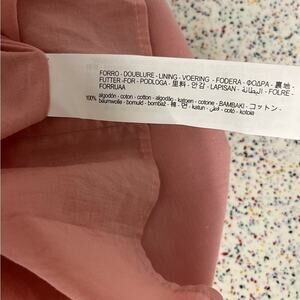 FORRO - DOUBLURE - LINING - VOERING - FODERA - ΦΟΔΡΑ - 裏地 -
FUTTER - FOR - PODLOGA - 里料 - 안감 - LAPISAN - البطانة - FOLRE -
FORRUAA
100% algodón - coton - cotton - algodão - katoen - cotone - BAMBAKI - コットン -
baumwolle - bomuld - bombaž - 棉 - 면 - katun - قطن - cotó - kotoia